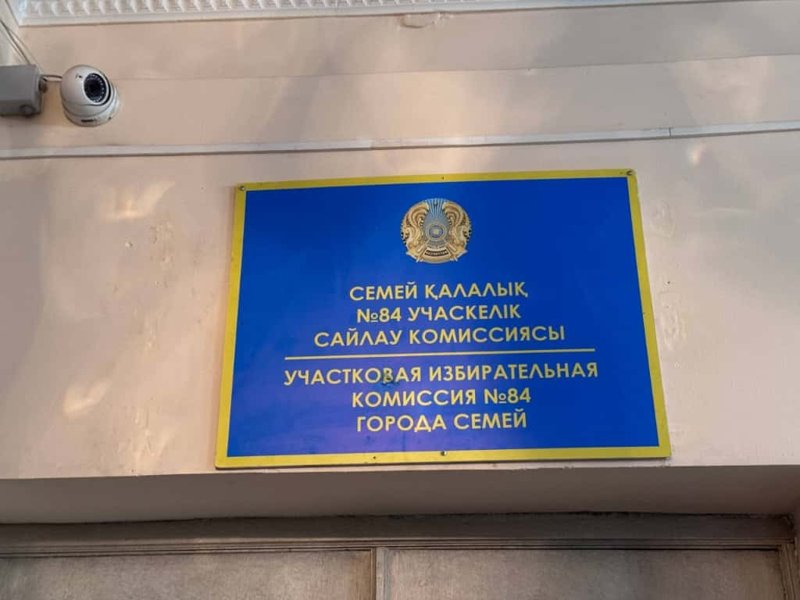 СЕМЕЙ ҚАЛАЛЫҚ
№84 УЧАСКЕЛІК
САЙЛАУ КОМИССИЯСЫ
УЧАСТКОВАЯ ИЗБИРАТЕЛЬНАЯ
КОМИССИЯ №84
ГОРОДА СЕМЕЙ